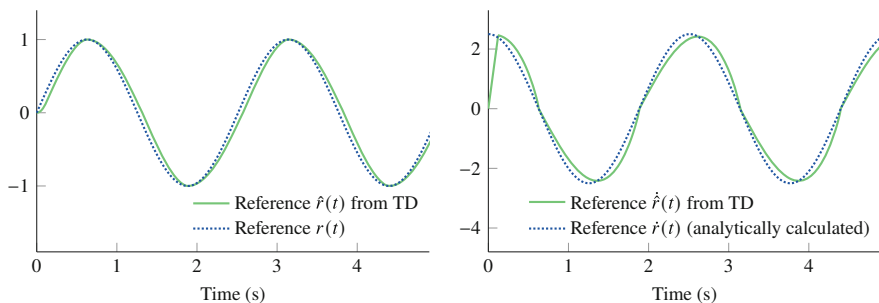 1
0
−1
Reference r̂(t) from TD
Reference r(t)
0
1
2
3
4
Time (s)
2
0
−2
−4
Reference r̂̇(t) from TD
Reference ṙ(t) (analytically calculated)
0
1
2
3
4
Time (s)